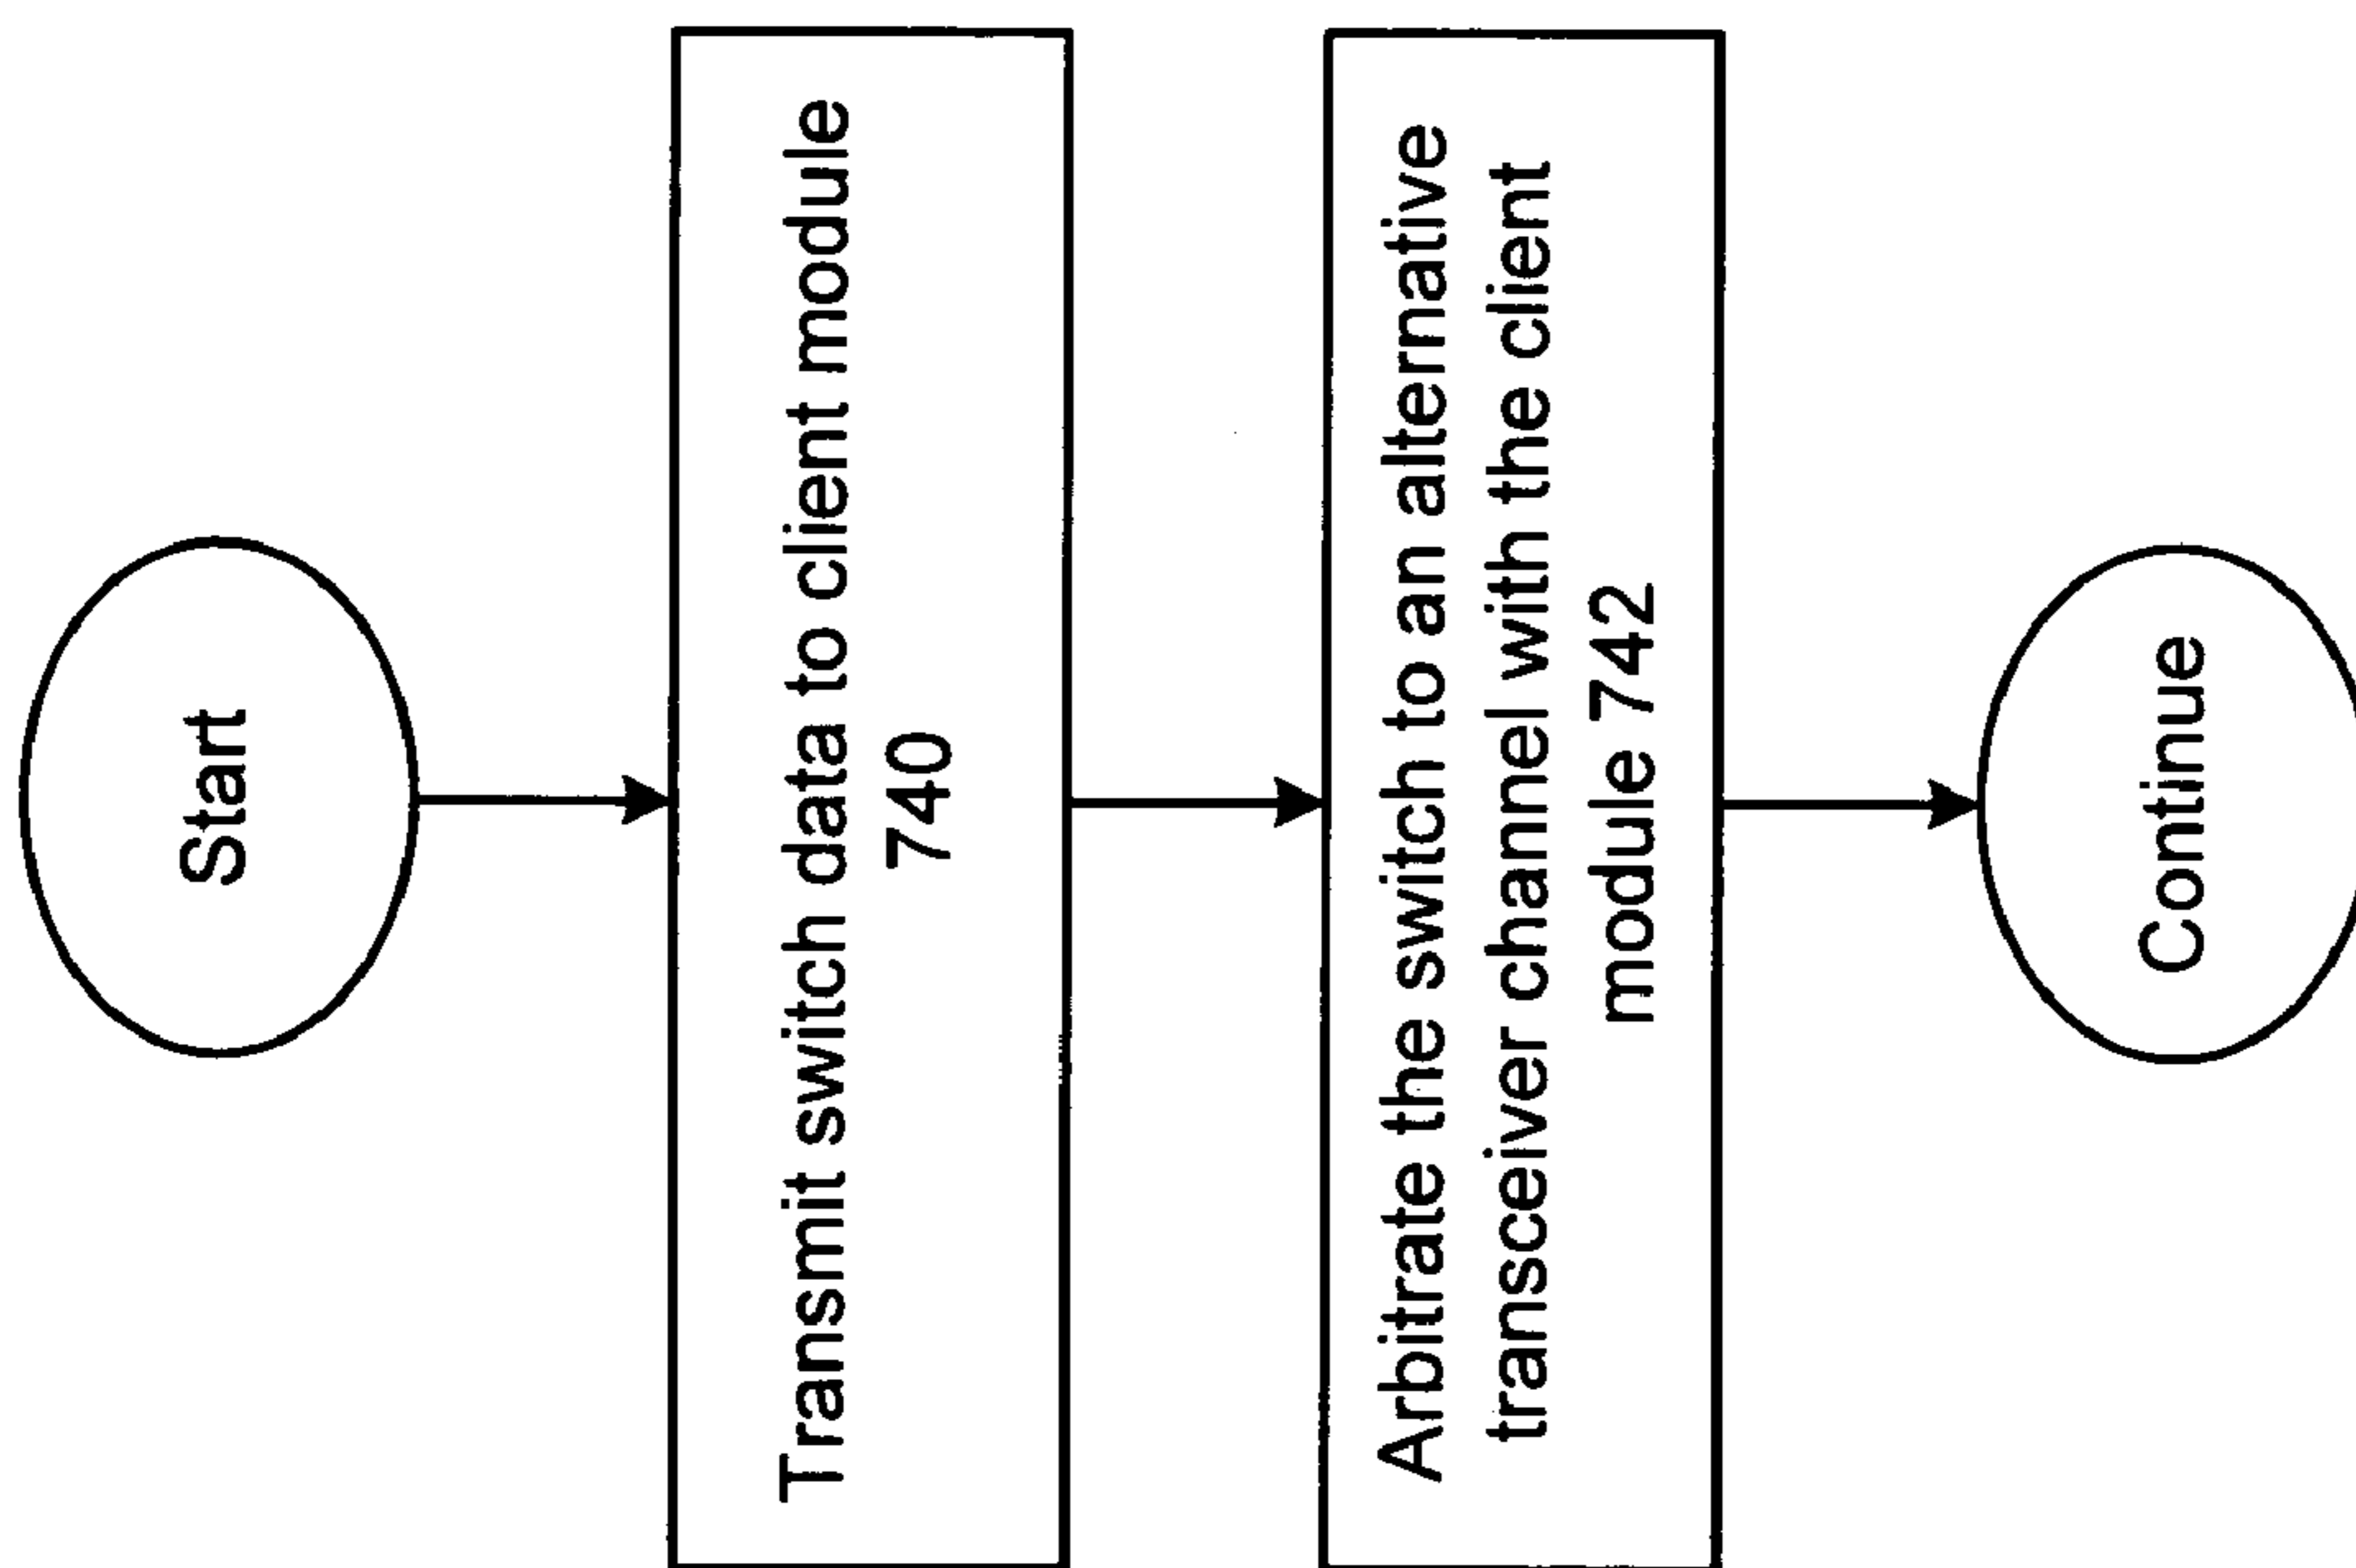 Start
Transmit switch data to client module
740
Arbitrate the switch to an alternative
transceiver channel with the client
module 742
Continue